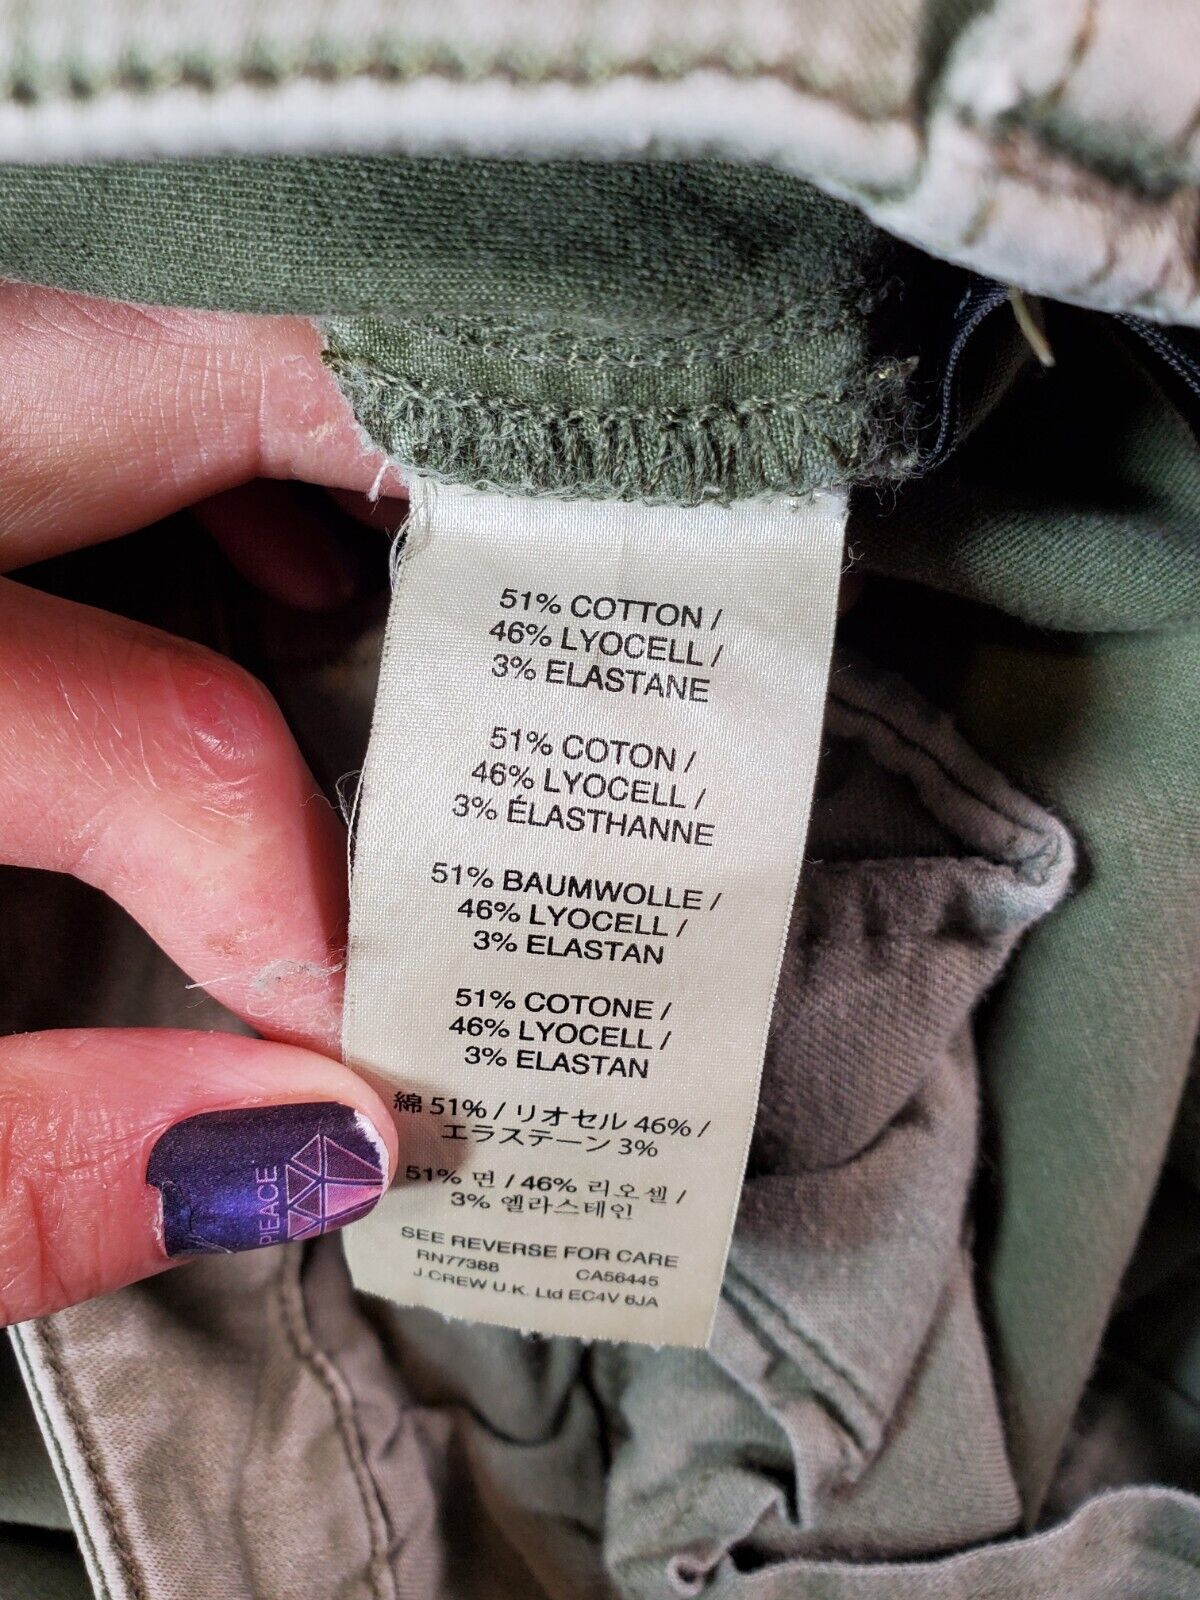 51% COTTON /
46% LYOCELL /
3% ELASTANE
51% COTON /
46% LYOCELL /
3% ÉLASTHANNE
51% BAUMWOLLE /
46% LYOCELL /
3% ELASTAN
51% COTONE /
46% LYOCELL /
3% ELASTAN
綿 51% / リオセル 46% /
エラステーン 3%
51% 면 / 46% 리오셀 /
3% 엘라스테인
SEE REVERSE FOR CARE
RN77388 CA56445
J.CREW U.K. Ltd EC4V 6JA
PIEACE